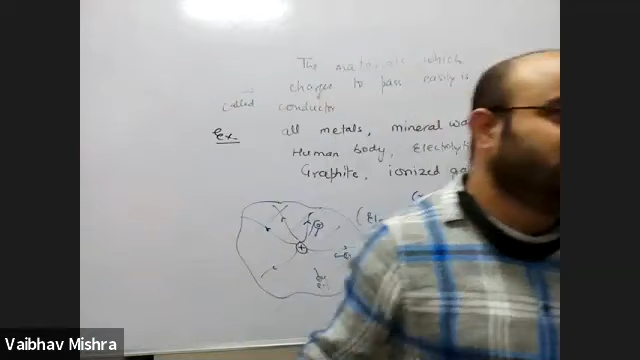 The materials which
charges to pass easily is
called conductor
Ex. all metals, mineral
Human body,
Graphite, ionized
Vaibhav Mishra